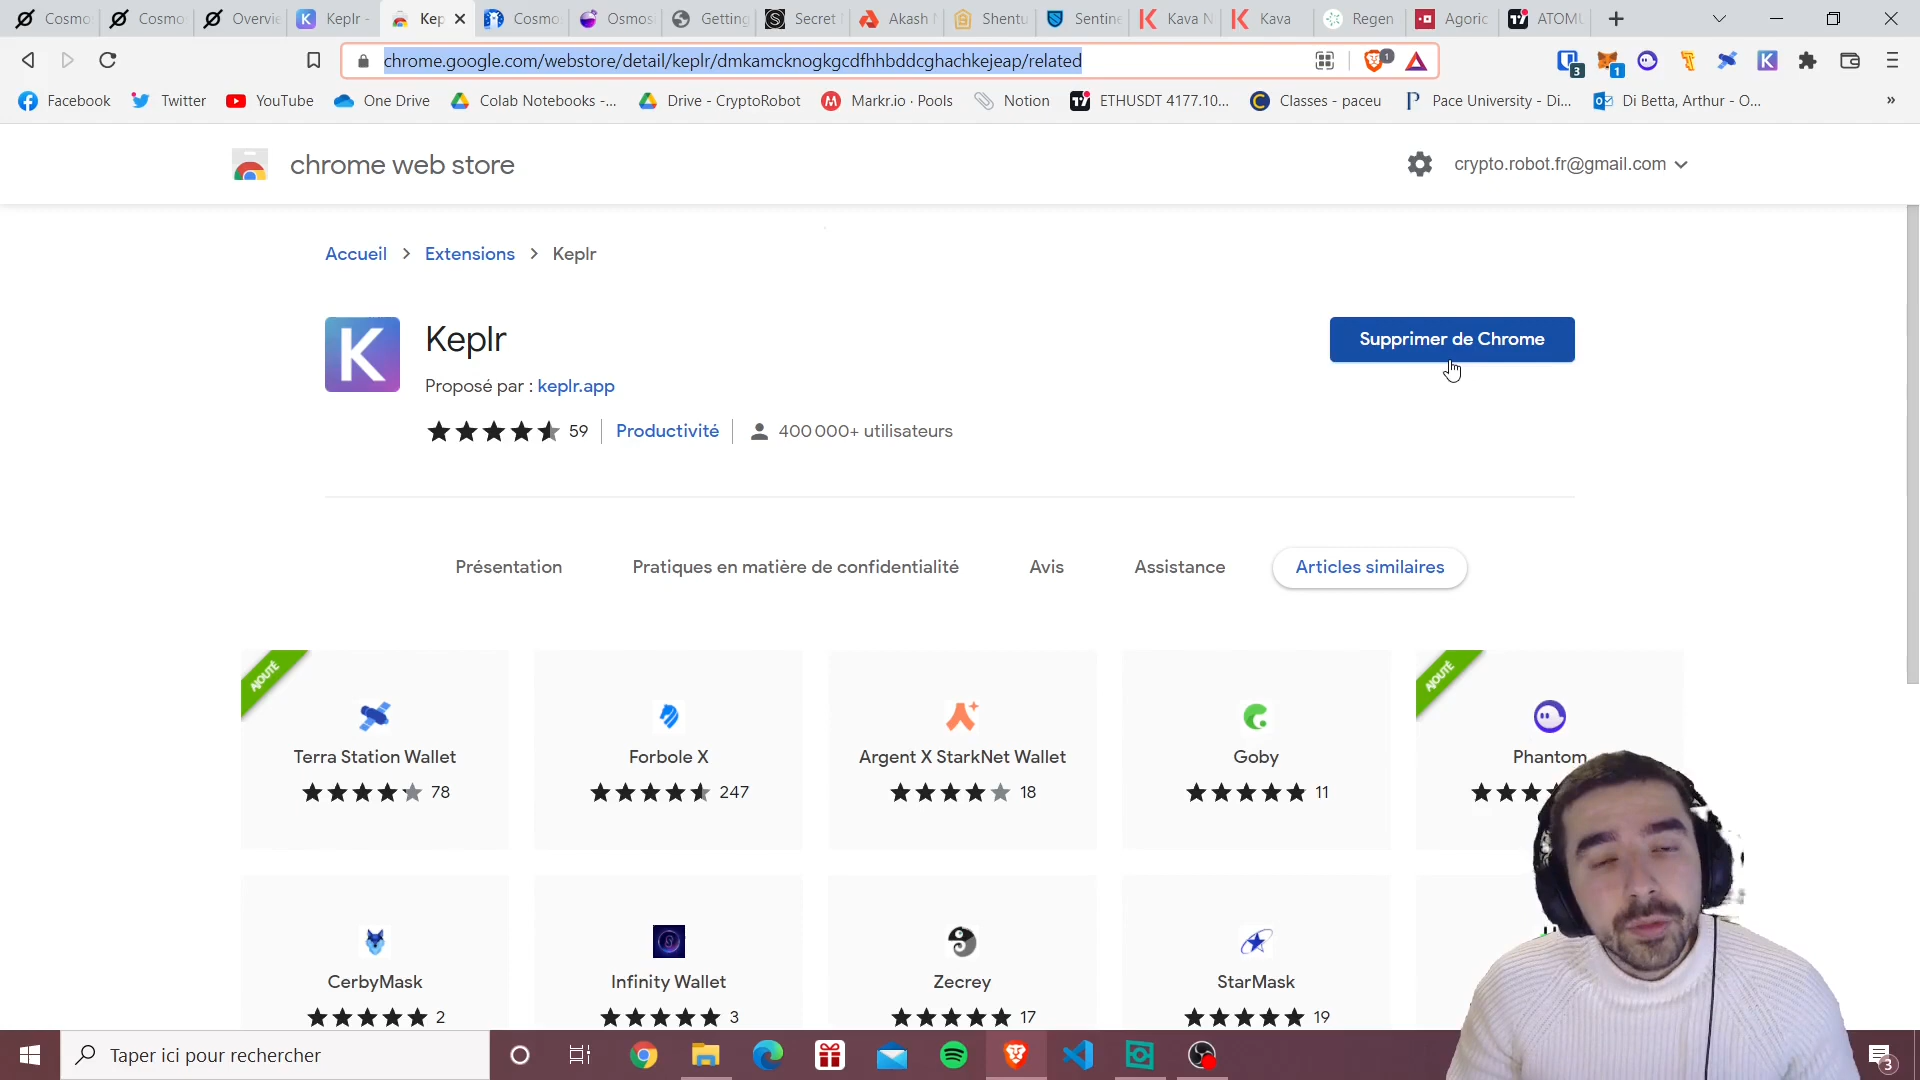 Cosmo
Cosmo
Overvie
Keplr -
Kep
Cosmo
Osmos
Getting
Secret
Akash
Shentu
Sentine
Kava N
Kava
Regen
Agoric
ATOMU
chrome.google.com/webstore/detail/keplr/dmkamcknogkgcdfhhbddcghachkejeap/related
1
3
1
Facebook
Twitter
YouTube
One Drive
Colab Notebooks -...
Drive - CryptoRobot
Markr.io · Pools
Notion
ETHUSDT 4177.10...
Classes - paceu
Pace University - Di...
Di Betta, Arthur - O...
»
chrome web store
crypto.robot.fr@gmail.com
Accueil > Extensions > Keplr
Keplr
Supprimer de Chrome
Proposé par : keplr.app
59
Productivité
400 000+ utilisateurs
Présentation
Pratiques en matière de confidentialité
Avis
Assistance
Articles similaires
AJOUTÉ
AJOUTÉ
Terra Station Wallet
Forbole X
Argent X StarkNet Wallet
Goby
Phantom
78
247
18
11
CerbyMask
Infinity Wallet
Zecrey
StarMask
2
3
17
19
Taper ici pour rechercher
3